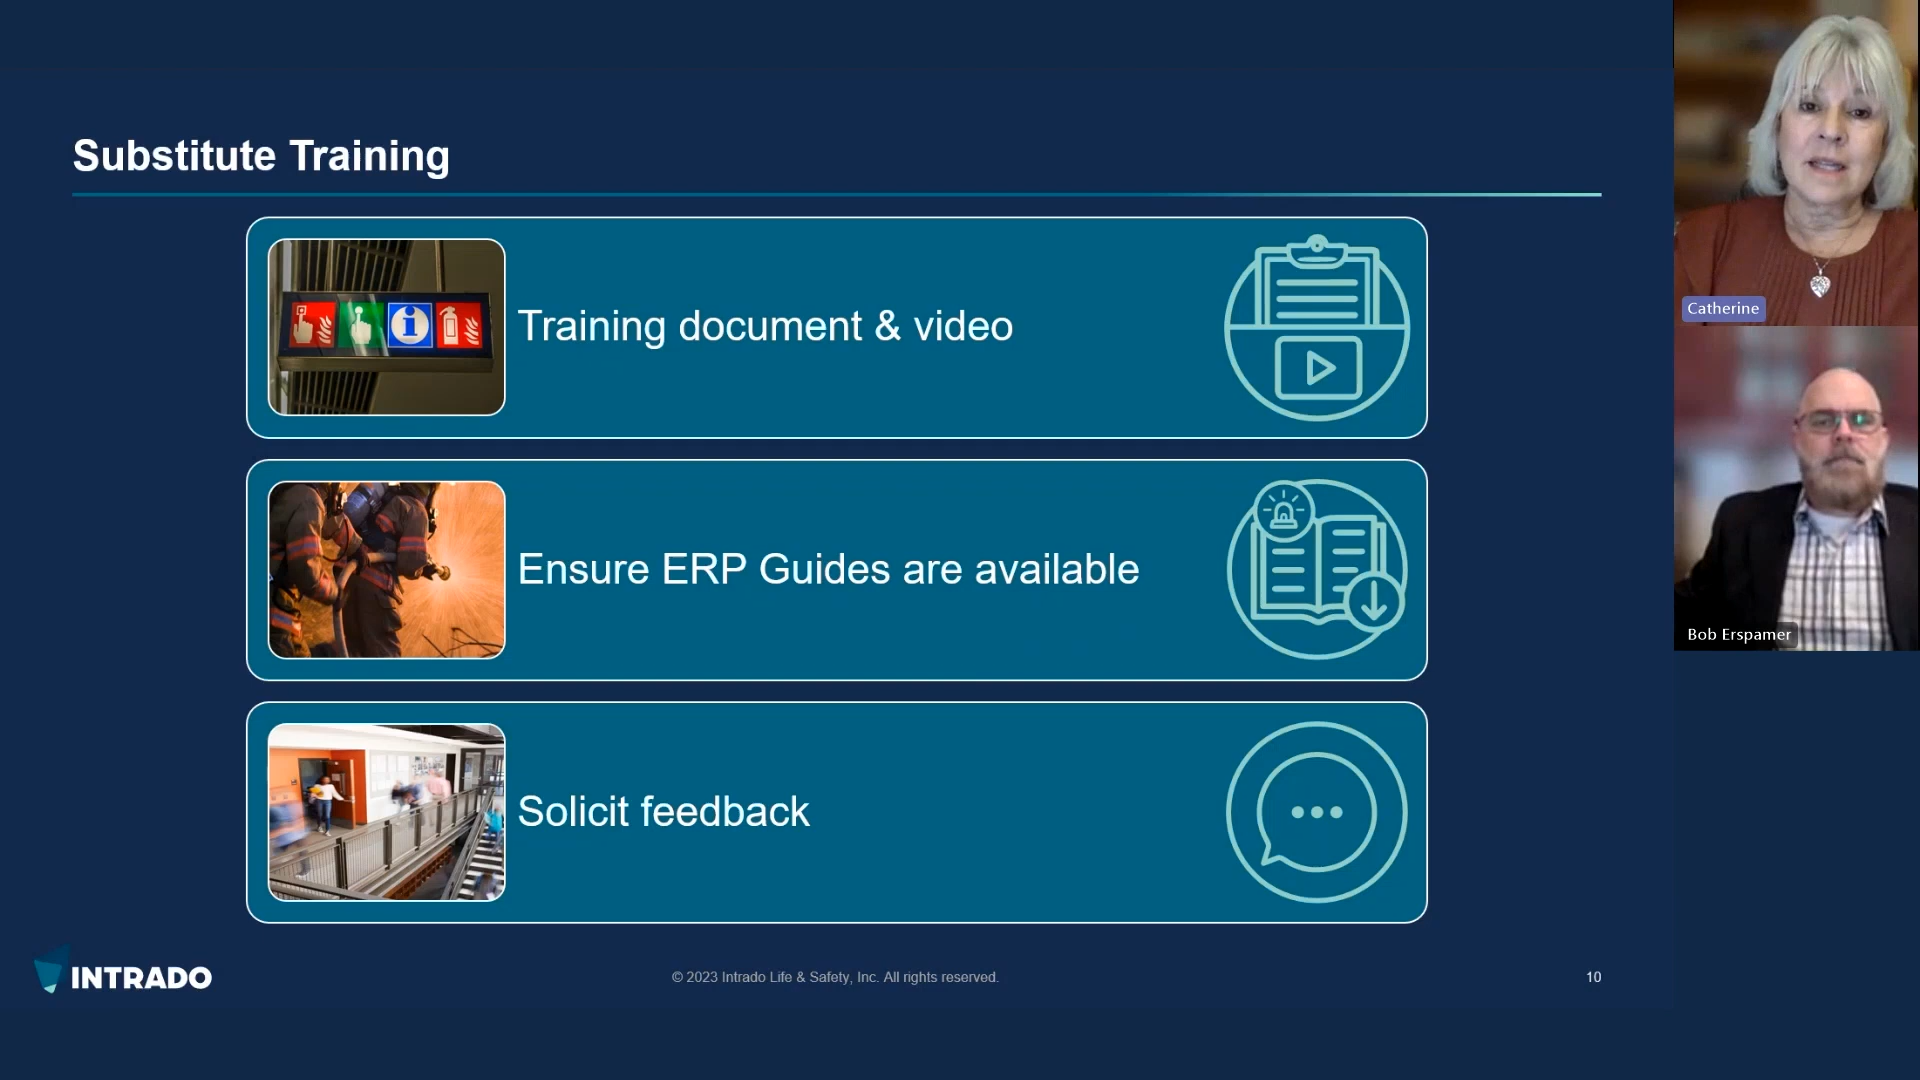 Substitute Training
Training document & video
Ensure ERP Guides are available
Solicit feedback
INTRADO
© 2023 Intrado Life & Safety, Inc. All rights reserved.
10
Catherine
Bob Erspamer